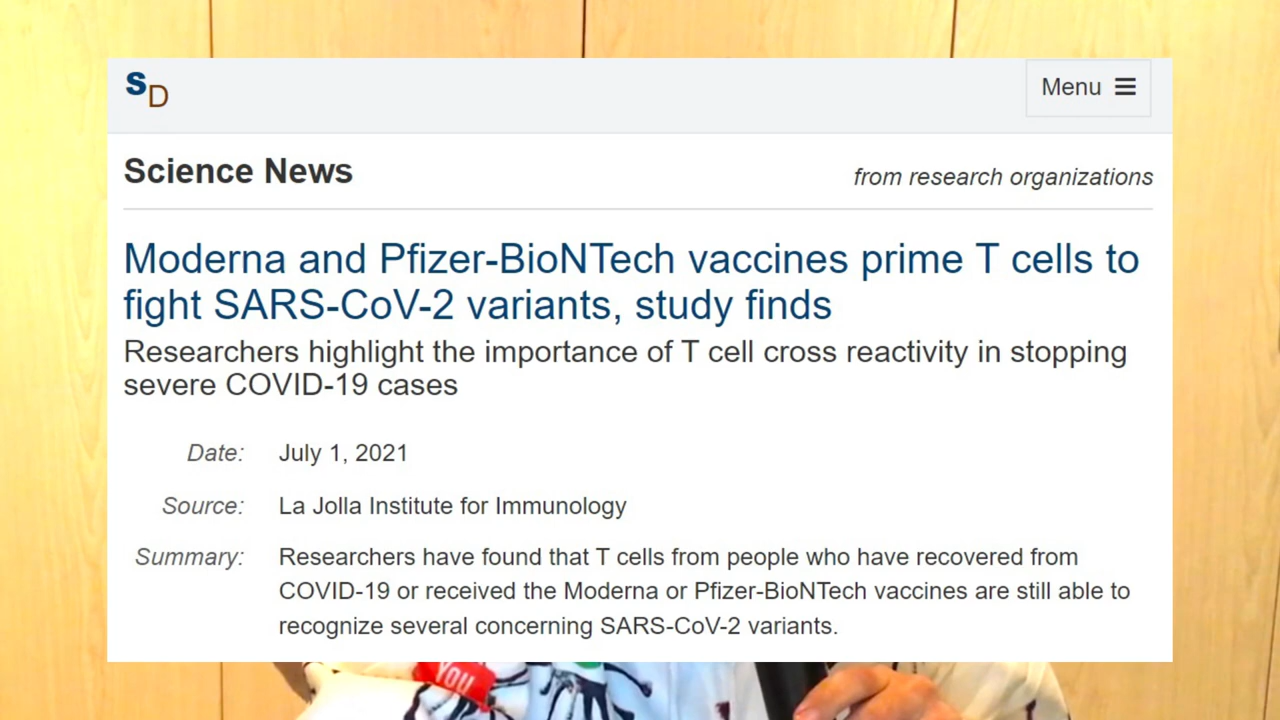 SD
Menu
Science News
from research organizations
Moderna and Pfizer-BioNTech vaccines prime T cells to
fight SARS-CoV-2 variants, study finds
Researchers highlight the importance of T cell cross reactivity in stopping
severe COVID-19 cases
Date: July 1, 2021
Source: La Jolla Institute for Immunology
Summary: Researchers have found that T cells from people who have recovered from
COVID-19 or received the Moderna or Pfizer-BioNTech vaccines are still able to
recognize several concerning SARS-CoV-2 variants.
YOU